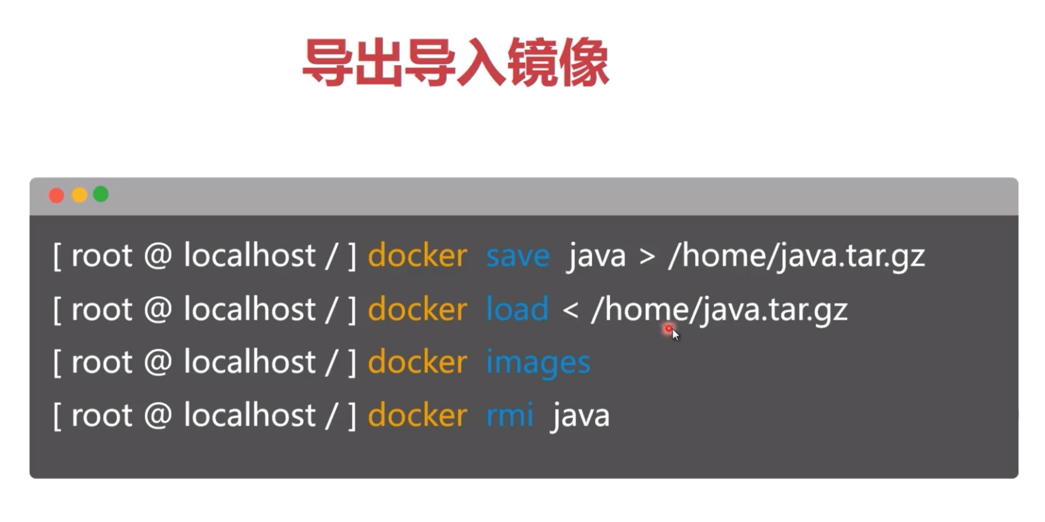 导出导入镜像
[ root @ localhost / ] docker save java > /home/java.tar.gz
[ root @ localhost / ] docker load < /home/java.tar.gz
[ root @ localhost / ] docker images
[ root @ localhost / ] docker rmi java